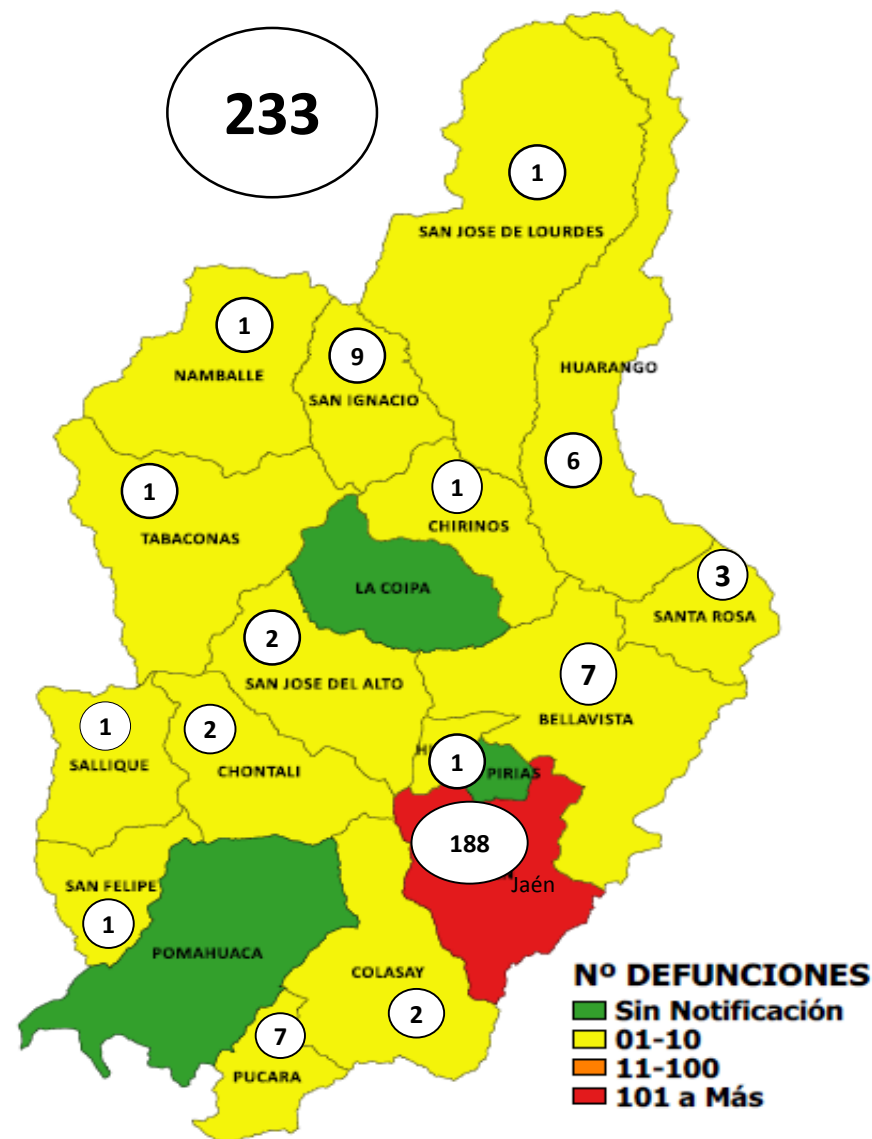 233
1
SAN JOSE DE LOURDES
1
NAMBALLE
9
SAN IGNACIO
HUARANGO
6
1
TABACONAS
1
CHIRINOS
LA COIPA
3
SANTA ROSA
2
SAN JOSE DEL ALTO
7
BELLAVISTA
1
SALLIQUE
2
CHONTALI
1
PIRIAS
188
Jaén
SAN FELIPE
1
POMAHUACA
COLASAY
2
7
PUCARA
Nº DEFUNCIONES
Sin Notificación
01-10
11-100
101 a Más